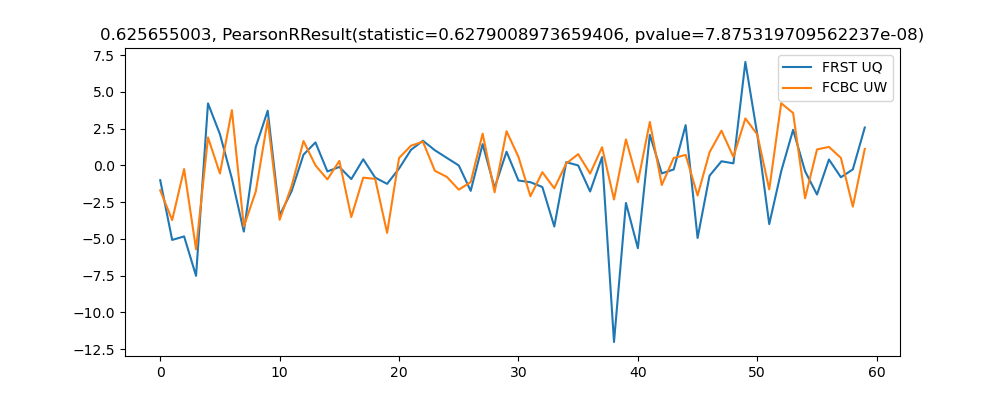 0.625655003, PearsonRResult(statistic=0.6279008973659406, pvalue=7.875319709562237e-08)
7.5
5.0
2.5
0.0
−2.5
−5.0
−7.5
−10.0
−12.5
FRST UQ
FCBC UW
0 10 20 30 40 50 60